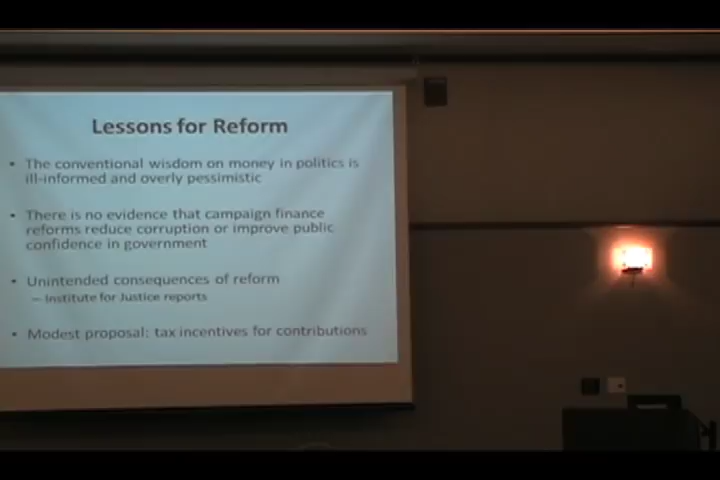 Lessons for Reform
• The conventional wisdom on money in politics is
ill-informed and overly pessimistic
• There is no evidence that campaign finance
reforms reduce corruption or improve public
confidence in government
• Unintended consequences of reform
– Institute for Justice reports
• Modest proposal: tax incentives for contributions